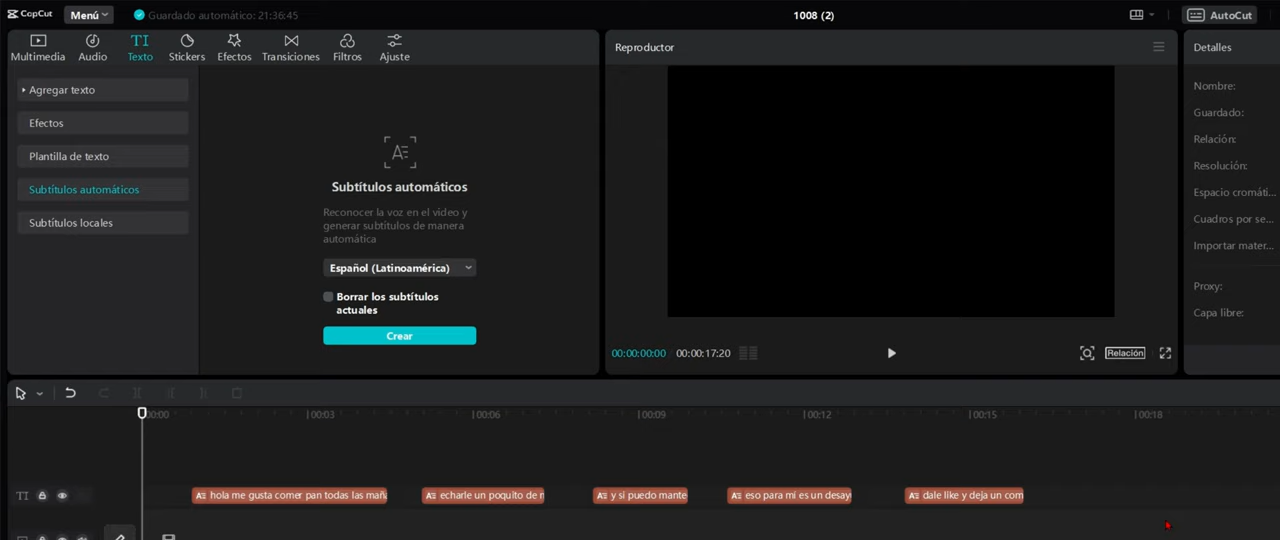 CapCut
Menú
Guardado automático: 21:36:45
1008 (2)
AutoCut
Multimedia
Audio
TI
Texto
Stickers
Efectos
Transiciones
Filtros
Ajuste
Reproductor
Detalles
Agregar texto
Efectos
Plantilla de texto
Subtítulos automáticos
Subtítulos locales
Subtítulos automáticos
Reconocer la voz en el video y
generar subtítulos de manera
automática
Español (Latinoamérica)
Borrar los subtítulos
actuales
Crear
00:00:00:00
00:00:17:20
Relación
Nombre:
Guardado:
Relación:
Resolución:
Espacio cromáti...
Cuadros por se...
Importar mater...
Proxy:
Capa libre:
00:00
00:03
00:06
00:09
00:12
00:15
00:18
TI
hola me gusta comer pan todas las mañ
echarle un poquito de
y si puedo mante
eso para mi es un desay
dale like y deja un com